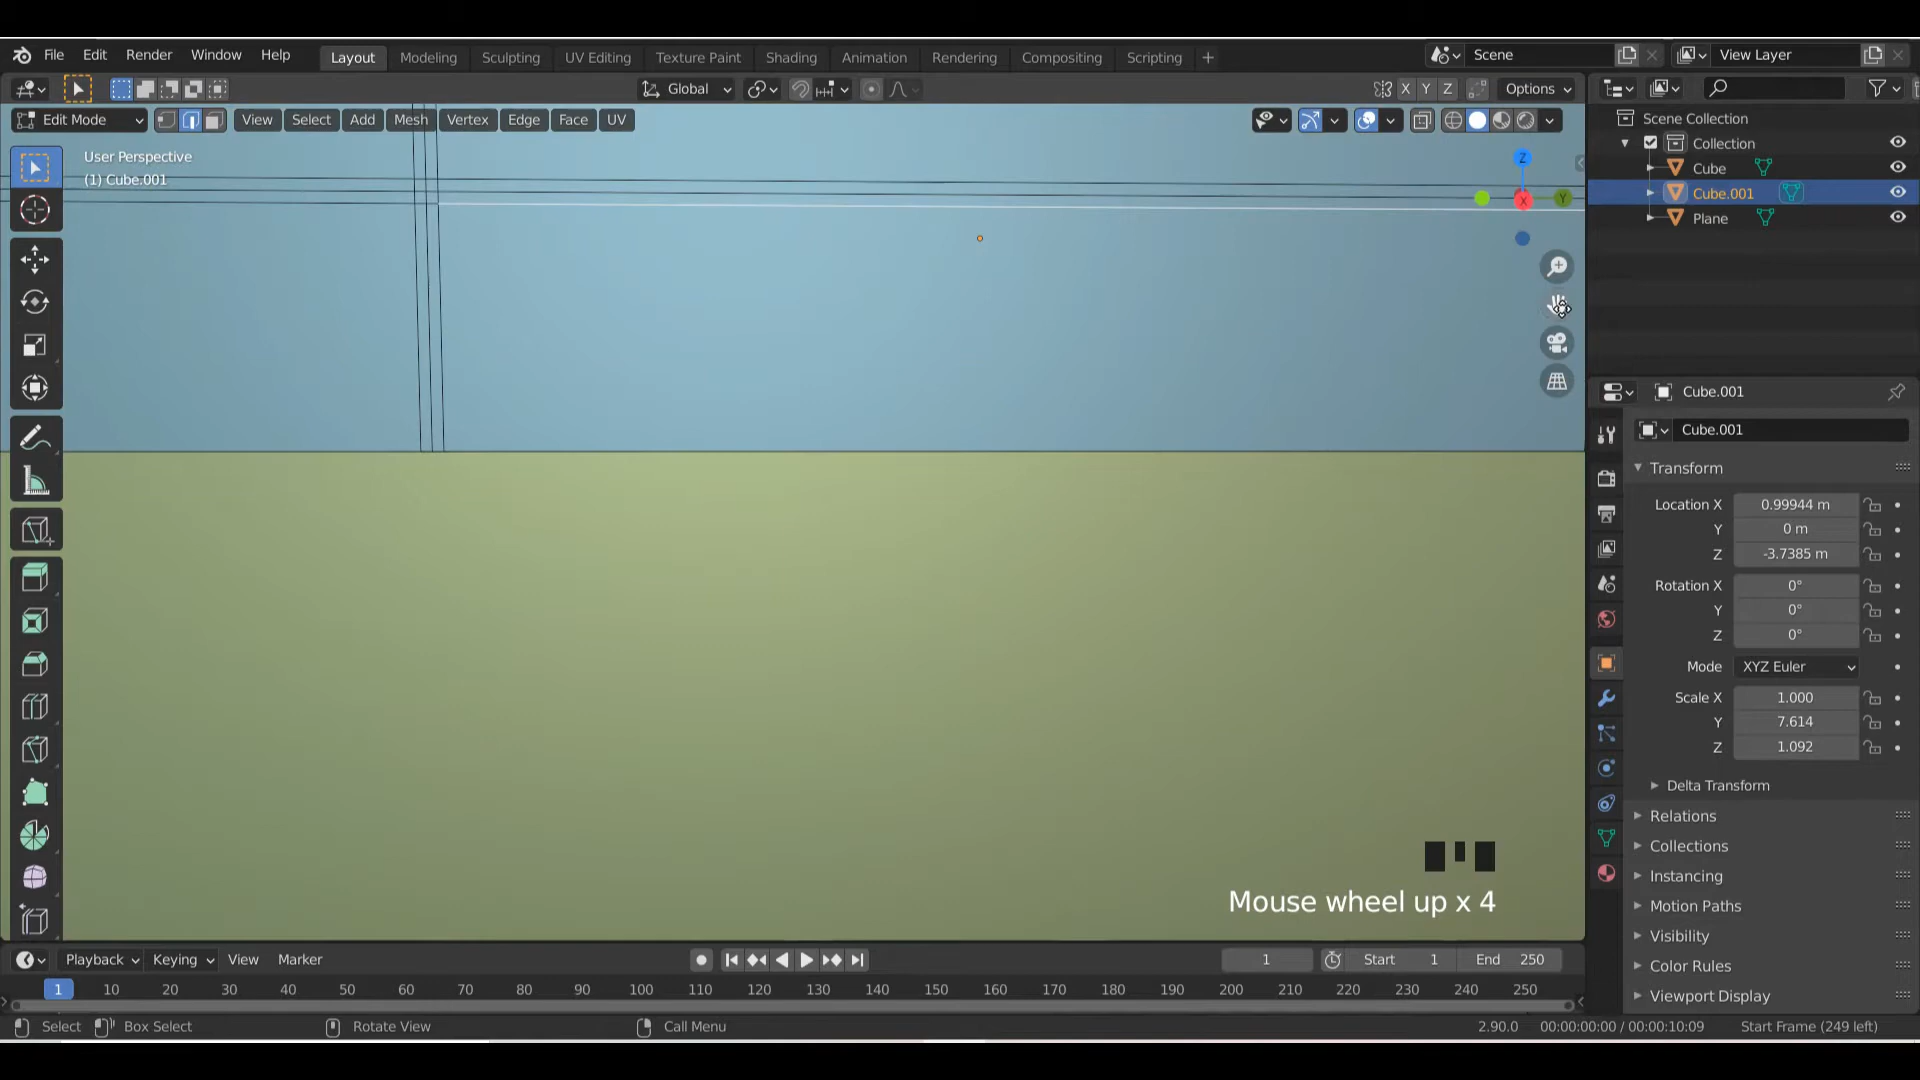 File Edit Render Window Help Layout Modeling Sculpting UV Editing Texture Paint Shading Animation Rendering Compositing Scripting + Scene View Layer
Global X Y Z Options
Edit Mode View Select Add Mesh Vertex Edge Face UV
User Perspective
(1) Cube.001
Z
Y
X
Scene Collection
Collection
Cube
Cube.001
Plane
Cube.001
Cube.001
Transform
Location X 0.99944 m
Y 0 m
Z -3.7385 m
Rotation X 0°
Y 0°
Z 0°
Mode XYZ Euler
Scale X 1.000
Y 7.614
Z 1.092
Delta Transform
Relations
Collections
Instancing
Motion Paths
Visibility
Color Rules
Viewport Display
Mouse wheel up x 4
Playback Keying View Marker 1 Start 1 End 250
1 10 20 30 40 50 60 70 80 90 100 110 120 130 140 150 160 170 180 190 200 210 220 230 240 250
Select Box Select Rotate View Call Menu 2.90.0 00:00:00:00 / 00:00:10:09 Start Frame (249 left)